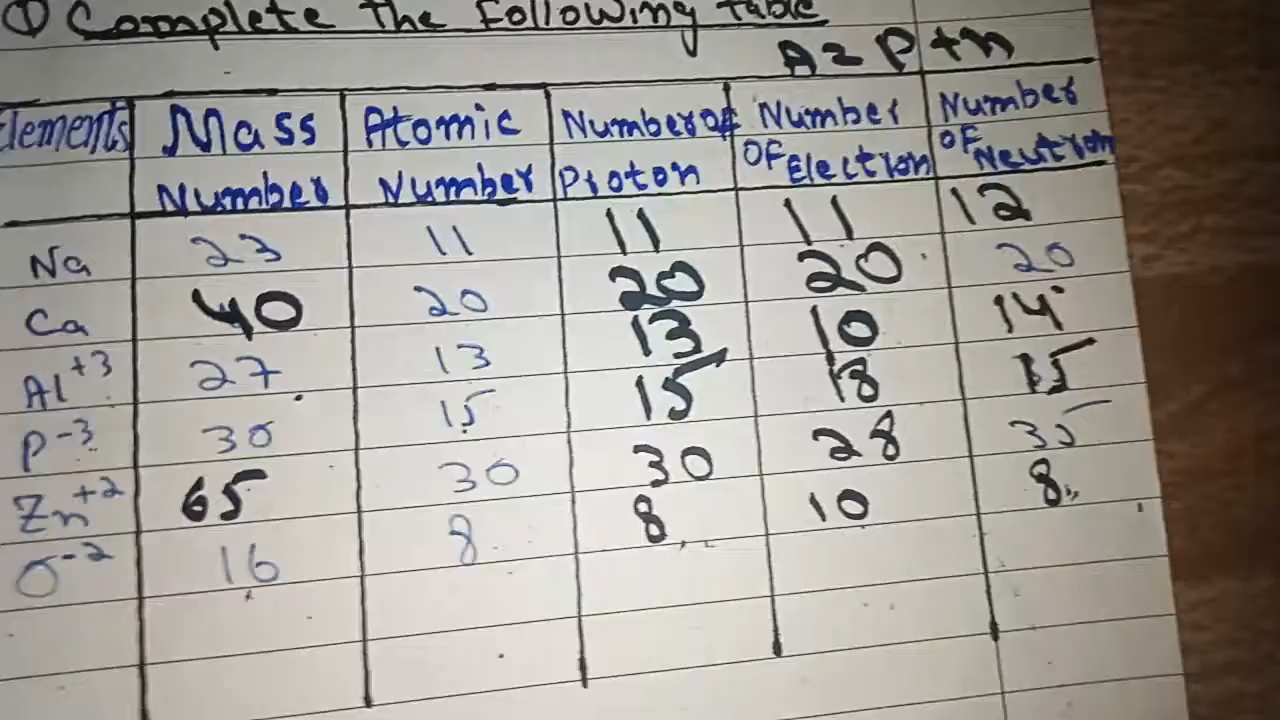 ① Complete The Following table
A = P + n
Elements Mass Number Atomic Number Number of Proton Number Of Electron Number of Neutron
Na 23 11 11 11 12
Ca 40 20 20 20 20
Al+3 27 13 13 10 14
P-3 30 15 15 18 15
Zn+2 65 30 30 28 35
O-2 16 8 8 10 8